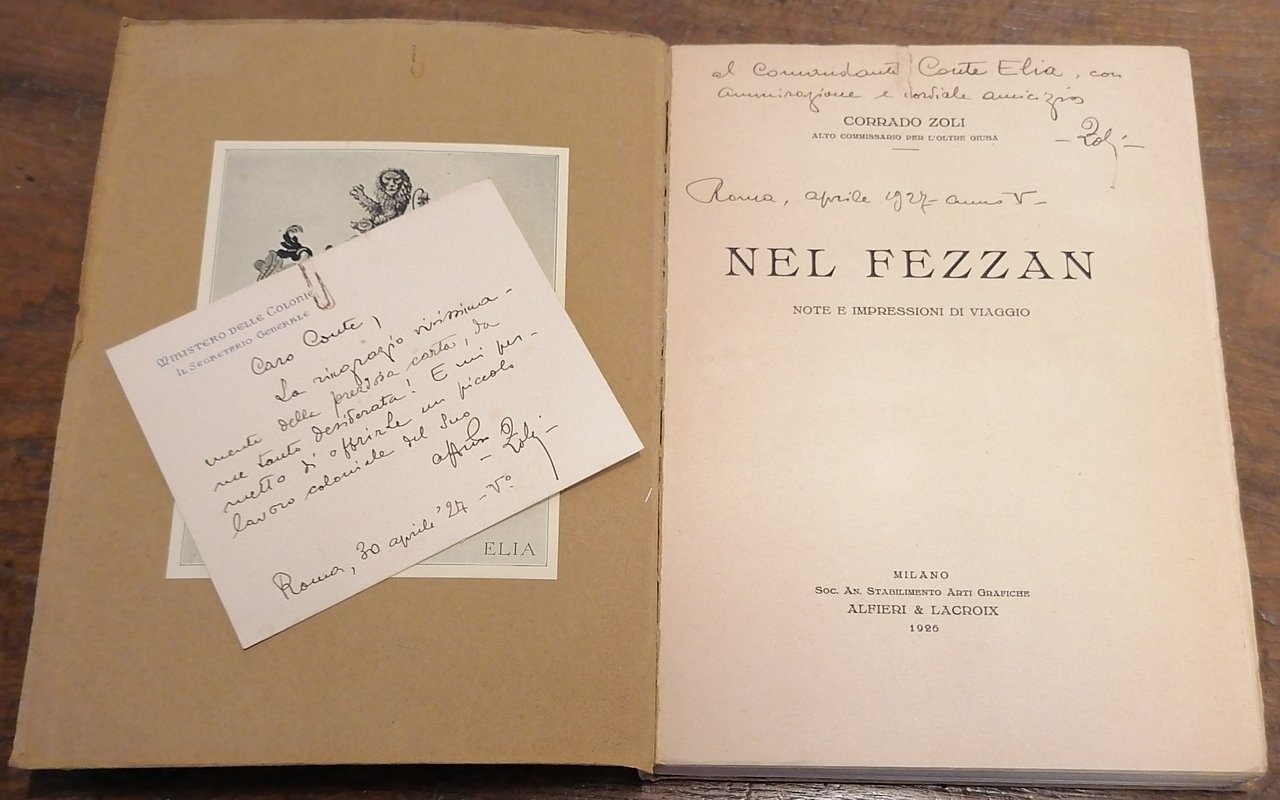 MINISTERO DELLE COLONIE
IL SEGRETARIO GENERALE
Caro Conte,
La ringrazio vivissima-
mente della preziosa carta, da
me tanto desiderata! E mi per-
metto di offrirle un piccolo
lavoro coloniale del Suo
Zoli
Roma, 30 aprile '27 - V°
ELIA
al Comandante Conte Elia, con
ammirazione e cordiale amicizia
CORRADO ZOLI
ALTO COMMISSARIO PER L'OLTRE GIUBA
- Zoli -
Roma, aprile 1927 - anno V -
NEL FEZZAN
NOTE E IMPRESSIONI DI VIAGGIO
MILANO
SOC. AN. STABILIMENTO ARTI GRAFICHE
ALFIERI & LACROIX
1926